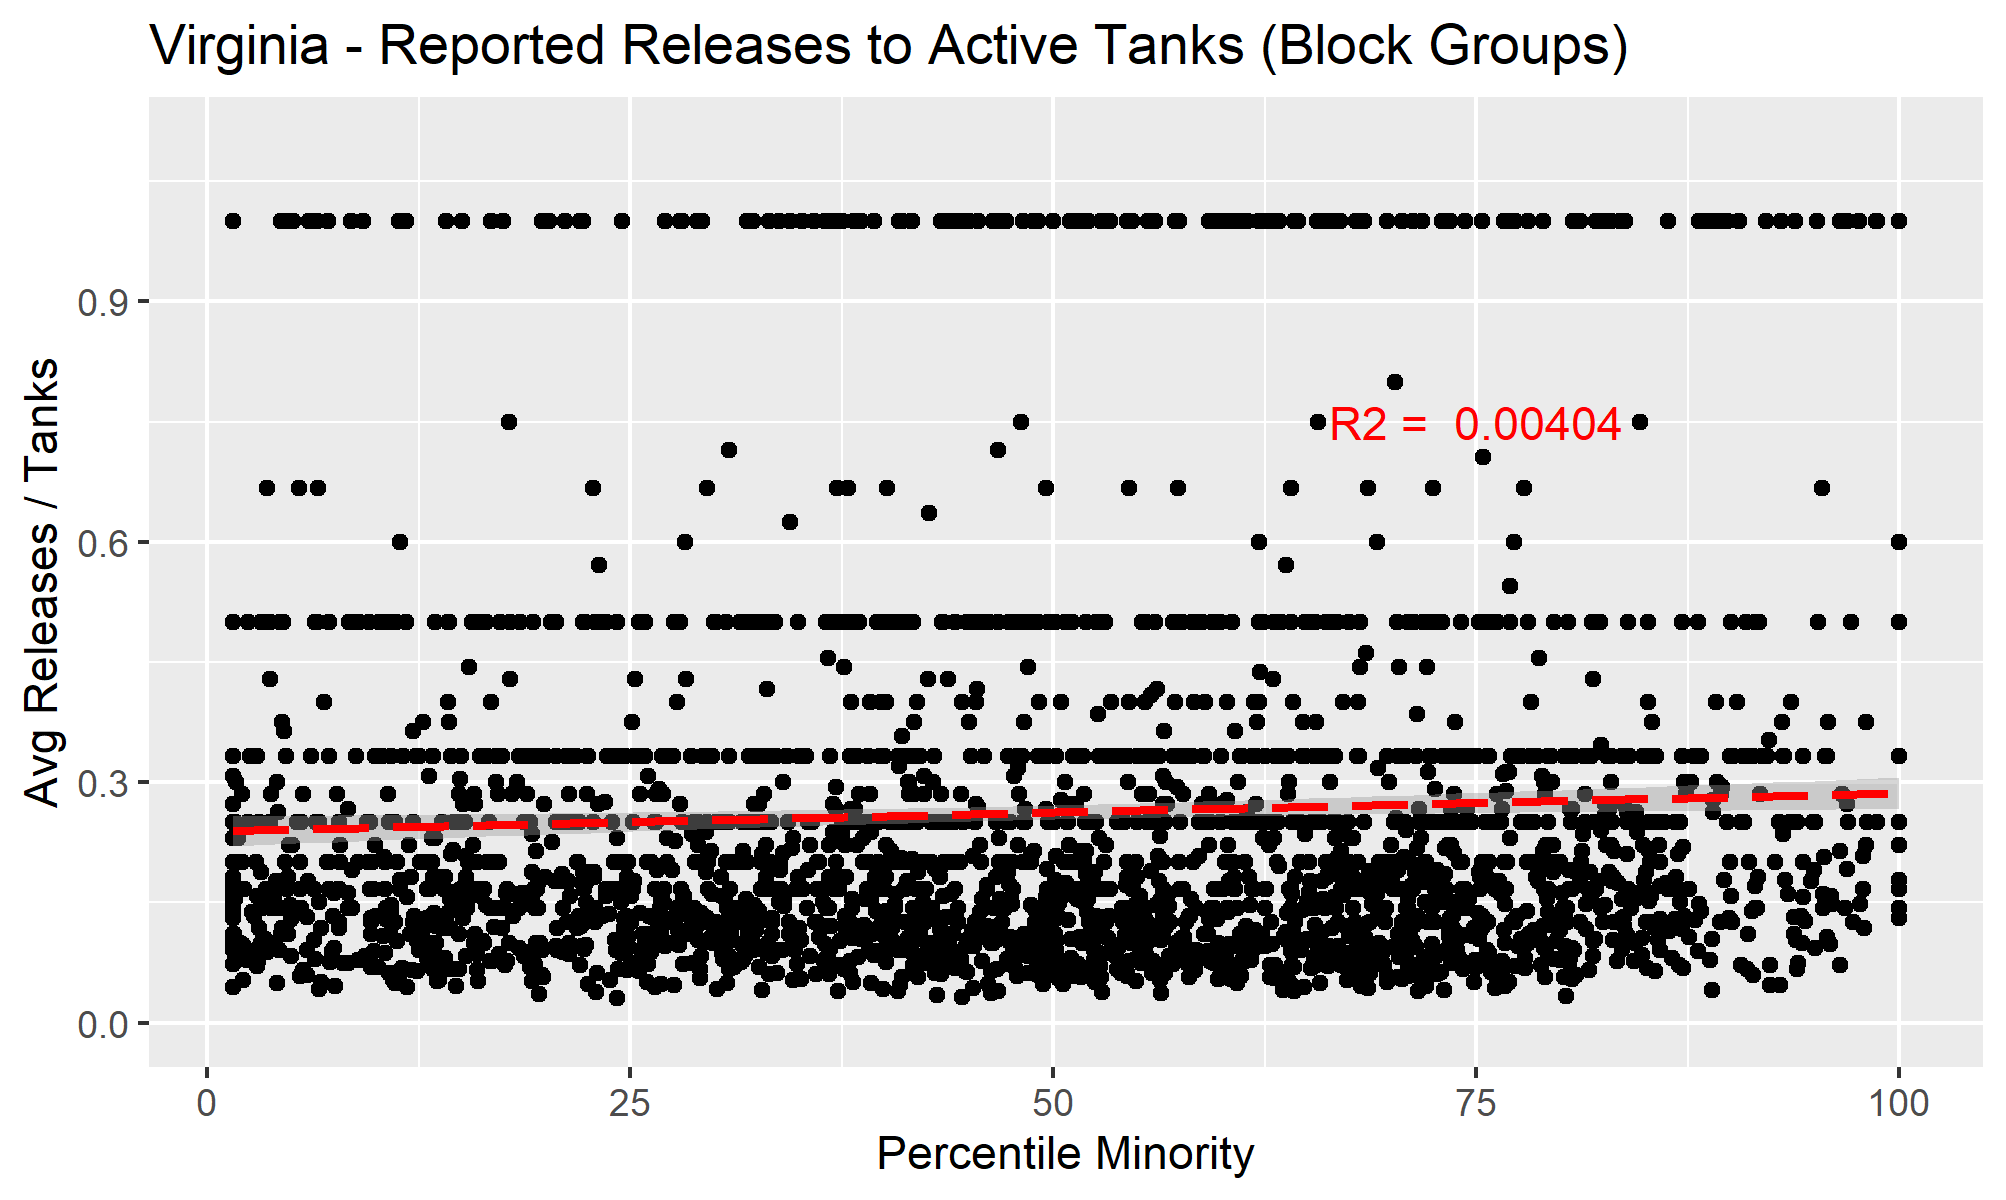 Virginia - Reported Releases to Active Tanks (Block Groups)
Avg Releases / Tanks
0.9
0.6
0.3
0.0
R2 =  0.00404
0 25 50 75 100
Percentile Minority